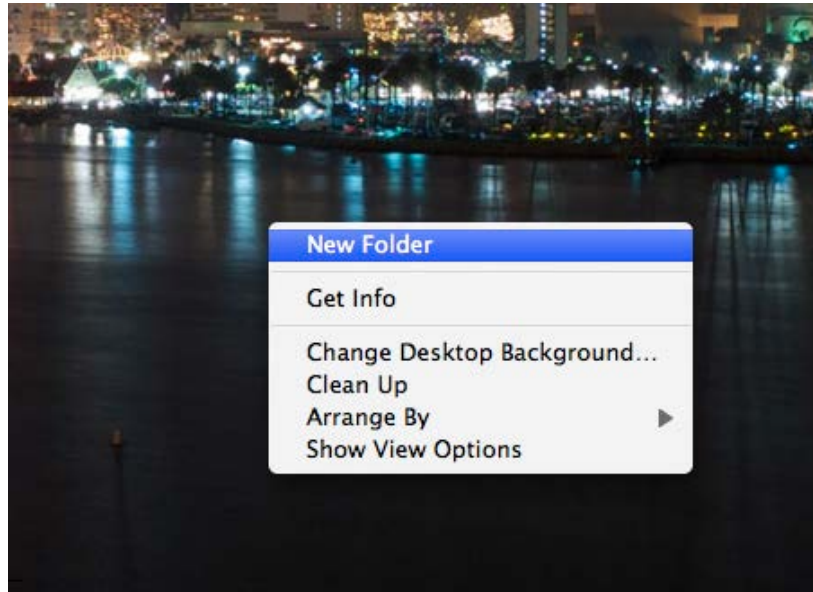 New Folder
Get Info
Change Desktop Background...
Clean Up
Arrange By
Show View Options